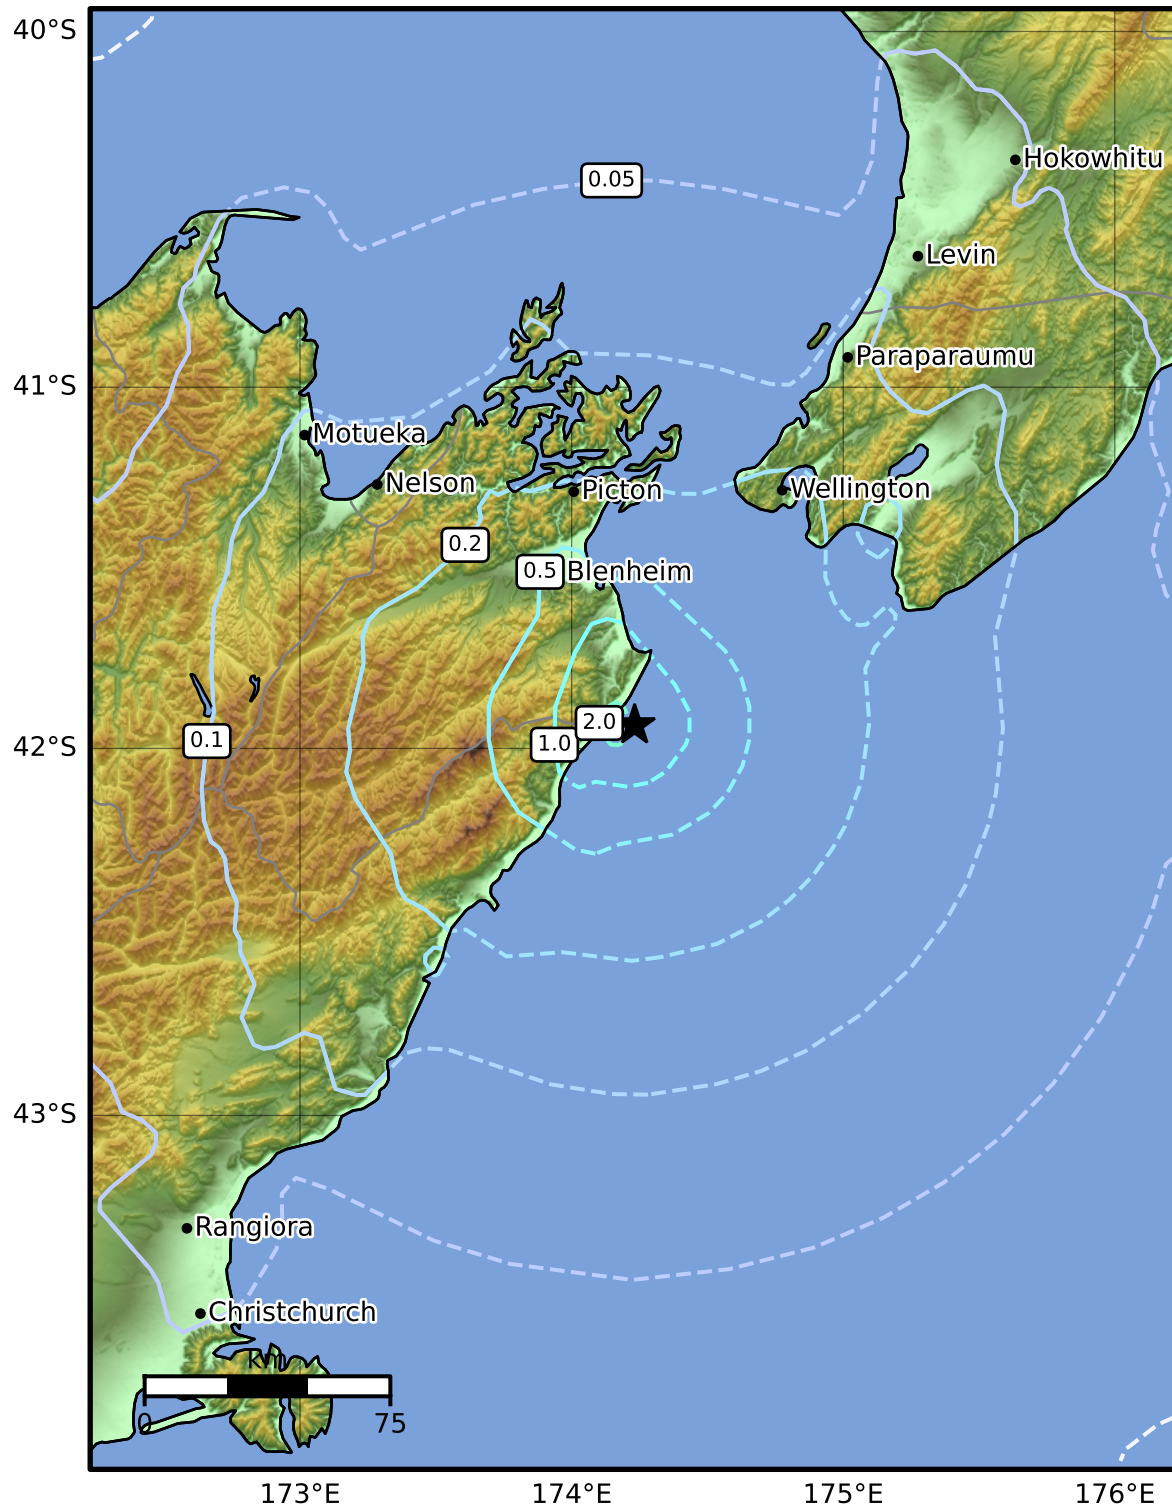 40°S
0.05
Hokowhitu
Levin
Paraparaumu
41°S
Motueka
Nelson
Picton
Wellington
0.2
0.5
Blenheim
2.0
0.1
1.0
42°S
43°S
Rangiora
Christchurch
km
0
75
173°E
174°E
175°E
176°E